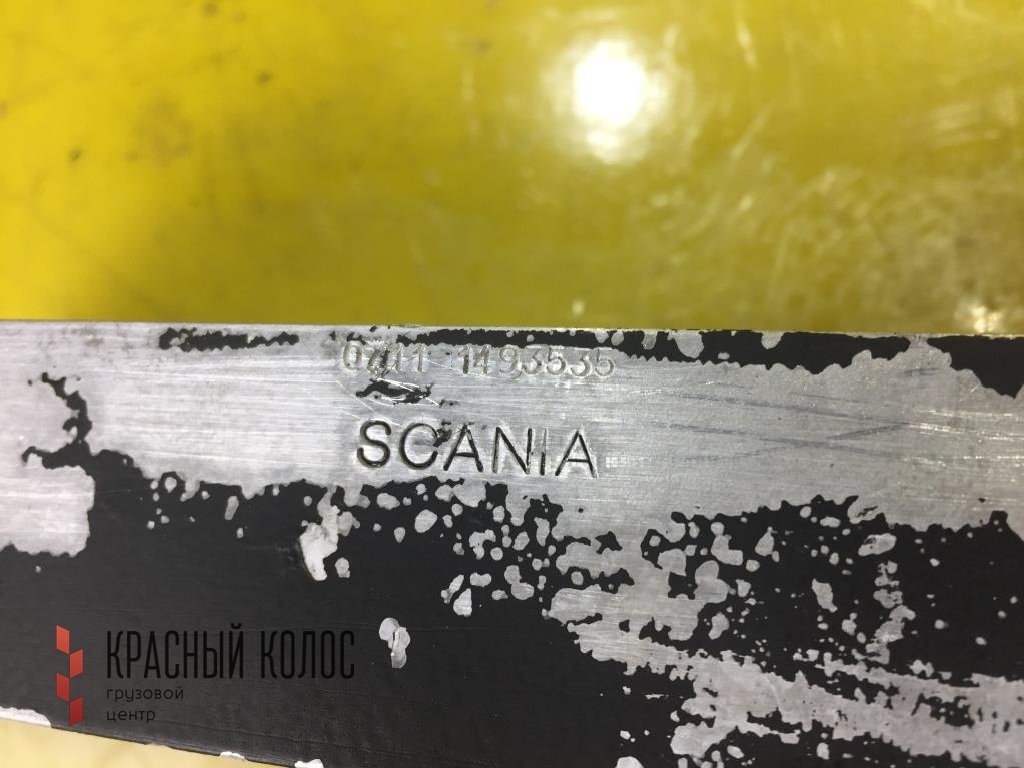 0711 1493535
SCANIA
КРАСНЫЙ КОЛОС
грузовой
центр